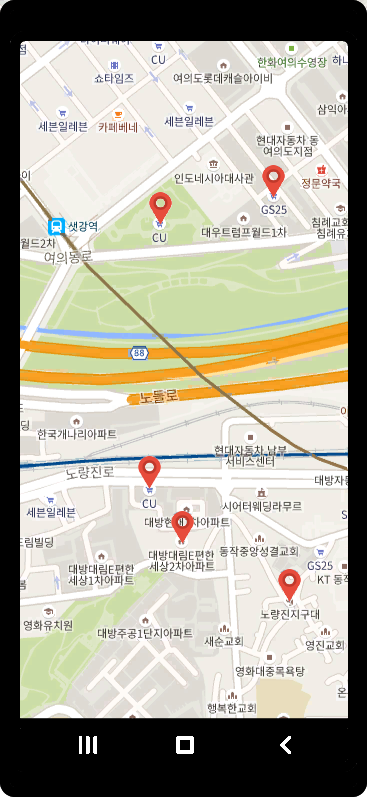 CU
한화여의수영장
쇼타임즈
여의도롯데캐슬아이비
세븐일레븐
카페베네
세븐일레븐
삼익아
현대자동차 동
여의도지점
인도네시아대사관
정문약국
GS25
샛강역
CU
대우트럼프월드1차
침례교회
침례유
월드2차
여의동로
88
노들로
한국개나리아파트
현대자동차 남부
서비스센터
노량진로
대방자동
CU
세븐일레븐
시어터웨딩라무르
드림빌딩
대방대림E편한
세상1차아파트
대방대림E편한
세상2차아파트
동작중앙성결교회
GS25
KT 동작
노량진지구대
영화유치원
대방주공1단지아파트
새순교회
영진교회
영화대중목욕탕
행복한교회